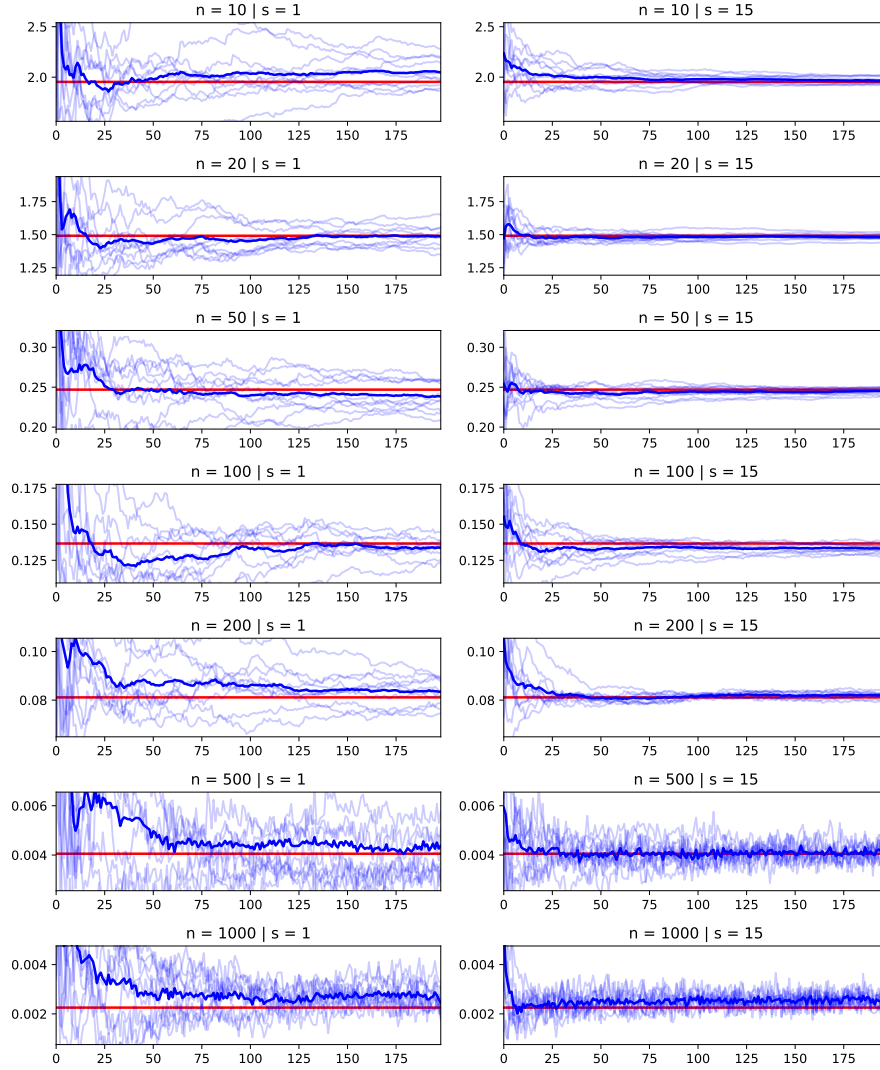 n = 10 | s = 1
n = 10 | s = 15
2.5
2.0
0 25 50 75 100 125 150 175
2.5
2.0
0 25 50 75 100 125 150 175
n = 20 | s = 1
n = 20 | s = 15
1.75
1.50
1.25
0 25 50 75 100 125 150 175
1.75
1.50
1.25
0 25 50 75 100 125 150 175
n = 50 | s = 1
n = 50 | s = 15
0.30
0.25
0.20
0 25 50 75 100 125 150 175
0.30
0.25
0.20
0 25 50 75 100 125 150 175
n = 100 | s = 1
n = 100 | s = 15
0.175
0.150
0.125
0 25 50 75 100 125 150 175
0.175
0.150
0.125
0 25 50 75 100 125 150 175
n = 200 | s = 1
n = 200 | s = 15
0.10
0.08
0 25 50 75 100 125 150 175
0.10
0.08
0 25 50 75 100 125 150 175
n = 500 | s = 1
n = 500 | s = 15
0.006
0.004
0 25 50 75 100 125 150 175
0.006
0.004
0 25 50 75 100 125 150 175
n = 1000 | s = 1
n = 1000 | s = 15
0.004
0.002
0 25 50 75 100 125 150 175
0.004
0.002
0 25 50 75 100 125 150 175